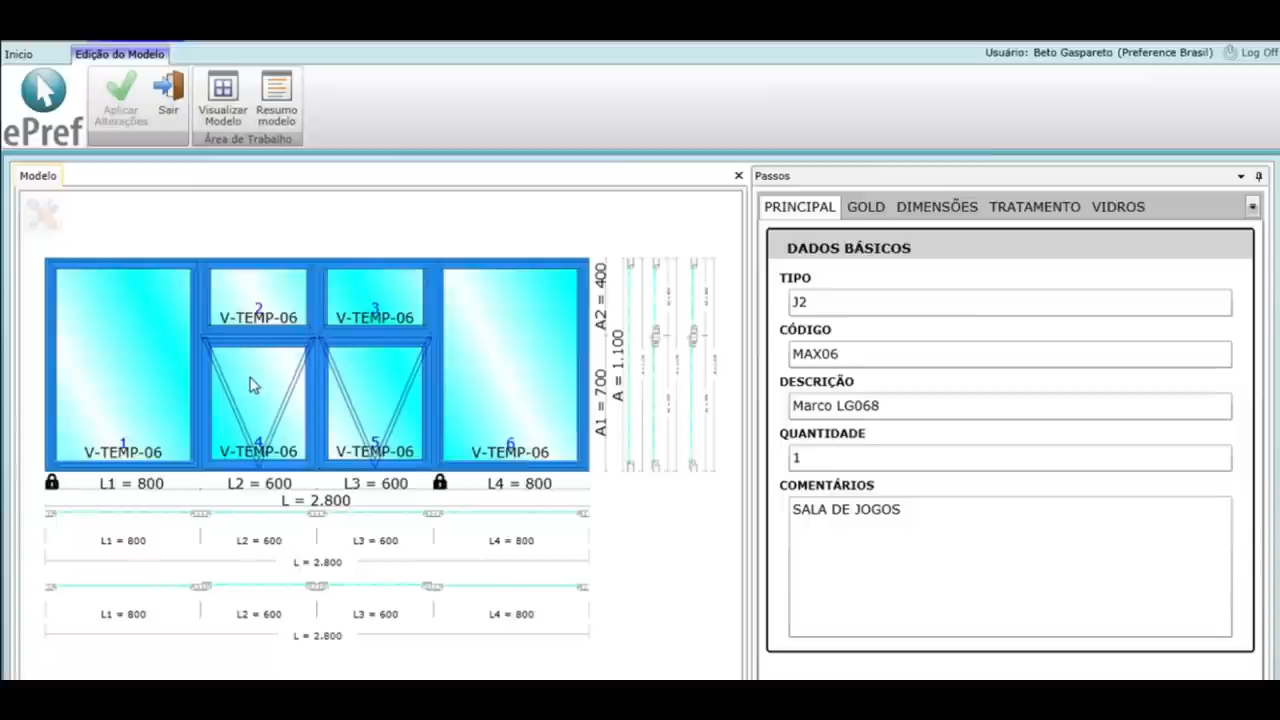 Inicio
Edição do Modelo
Usuário: Beto Gaspareto (Preference Brasil)
Log Off
ePref
Aplicar Alterações
Sair
Visualizar Modelo
Resumo modelo
Área de Trabalho
Modelo
Passos
PRINCIPAL GOLD DIMENSÕES TRATAMENTO VIDROS
DADOS BÁSICOS
TIPO
J2
CÓDIGO
MAX06
DESCRIÇÃO
Marco LG068
QUANTIDADE
1
COMENTÁRIOS
SALA DE JOGOS
2
V-TEMP-06
3
V-TEMP-06
1
V-TEMP-06
4
V-TEMP-06
5
V-TEMP-06
6
V-TEMP-06
A2 = 400
A1 = 700
A = 1.100
L1 = 800 L2 = 600 L3 = 600 L4 = 800
L = 2.800
L1 = 800 L2 = 600 L3 = 600 L4 = 800
L = 2.800
L1 = 800 L2 = 600 L3 = 600 L4 = 800
L = 2.800